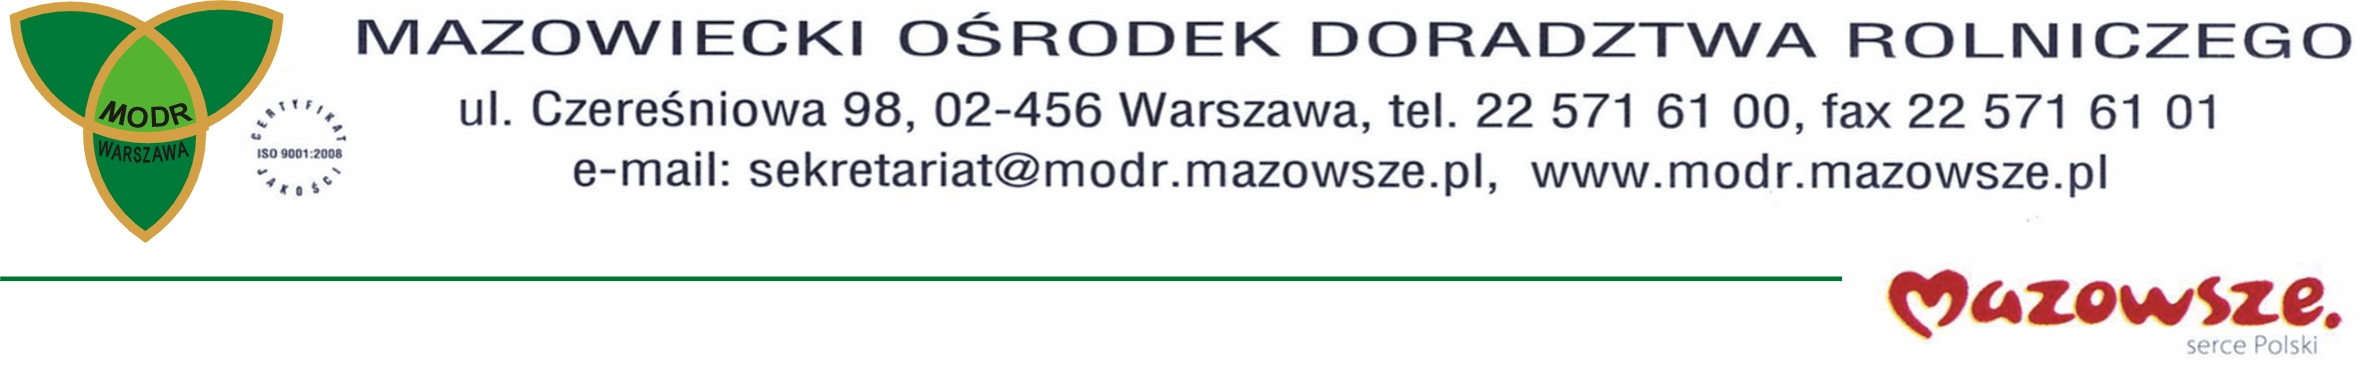 MAZOWIECKI OŚRODEK DORADZTWA ROLNICZEGO
ul. Czereśniowa 98, 02-456 Warszawa, tel. 22 571 61 00, fax 22 571 61 01
e-mail: sekretariat@modr.mazowsze.pl, www.modr.mazowsze.pl
MODR
WARSZAWA
CERTYFIKAT
ISO 9001:2008
JAKOŚCI
mazowsze.
serce Polski